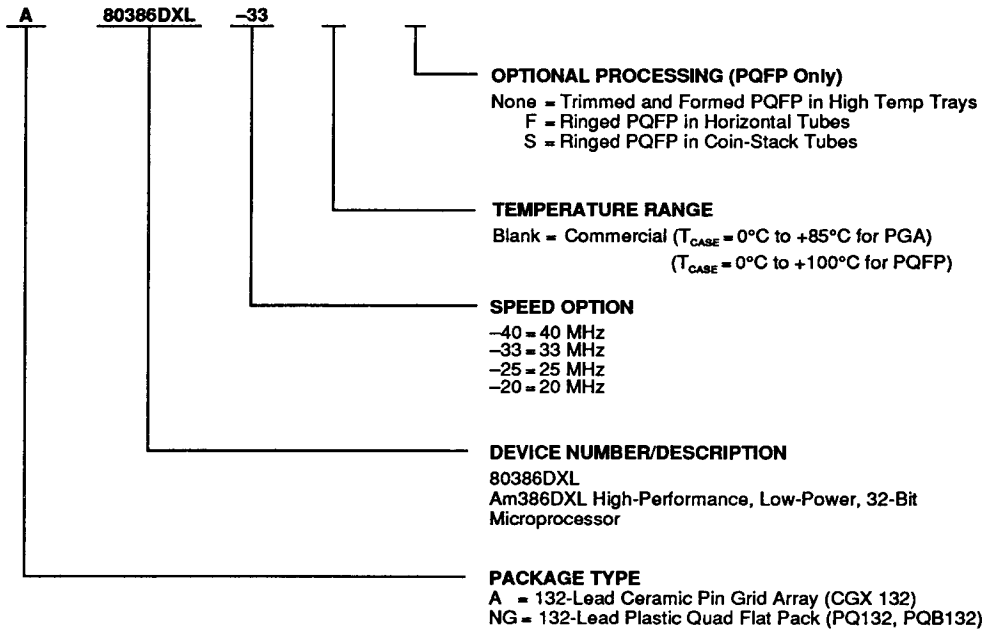 A 80386DXL –33
OPTIONAL PROCESSING (PQFP Only)
None = Trimmed and Formed PQFP in High Temp Trays
F = Ringed PQFP in Horizontal Tubes
S = Ringed PQFP in Coin-Stack Tubes
TEMPERATURE RANGE
Blank = Commercial (TCASE = 0°C to +85°C for PGA)
(TCASE = 0°C to +100°C for PQFP)
SPEED OPTION
–40 = 40 MHz
–33 = 33 MHz
–25 = 25 MHz
–20 = 20 MHz
DEVICE NUMBER/DESCRIPTION
80386DXL
Am386DXL High-Performance, Low-Power, 32-Bit
Microprocessor
PACKAGE TYPE
A = 132-Lead Ceramic Pin Grid Array (CGX 132)
NG = 132-Lead Plastic Quad Flat Pack (PQ132, PQB132)